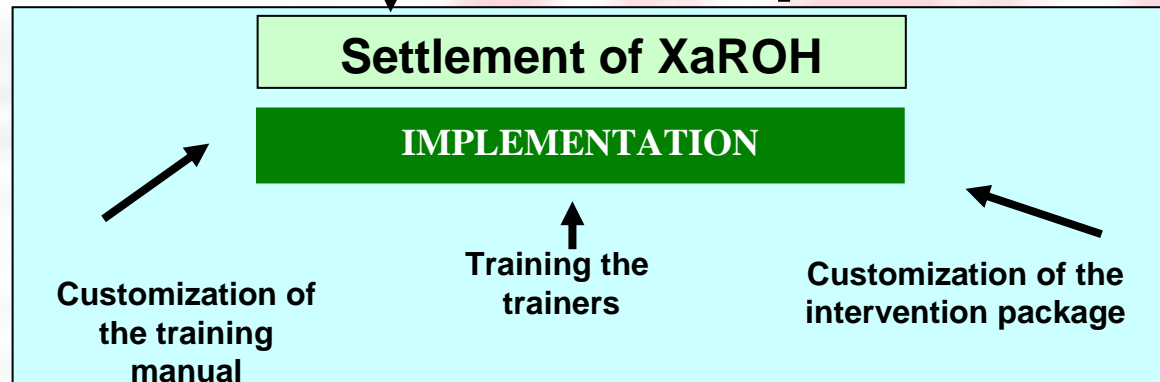 Settlement of XaROH
IMPLEMENTATION
Customization of
the training
manual
Training the
trainers
Customization of the
intervention package